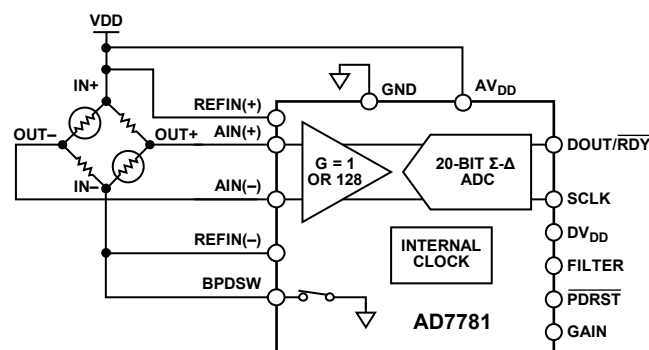 VDD
IN+
OUT–
OUT+
IN–
REFIN(+)
AIN(+)
AIN(–)
REFIN(–)
BPDSW
GND
AVDD
G = 1
OR 128
20-BIT Σ-Δ
ADC
INTERNAL
CLOCK
AD7781
DOUT/RDY
SCLK
DVDD
FILTER
PDRST
GAIN